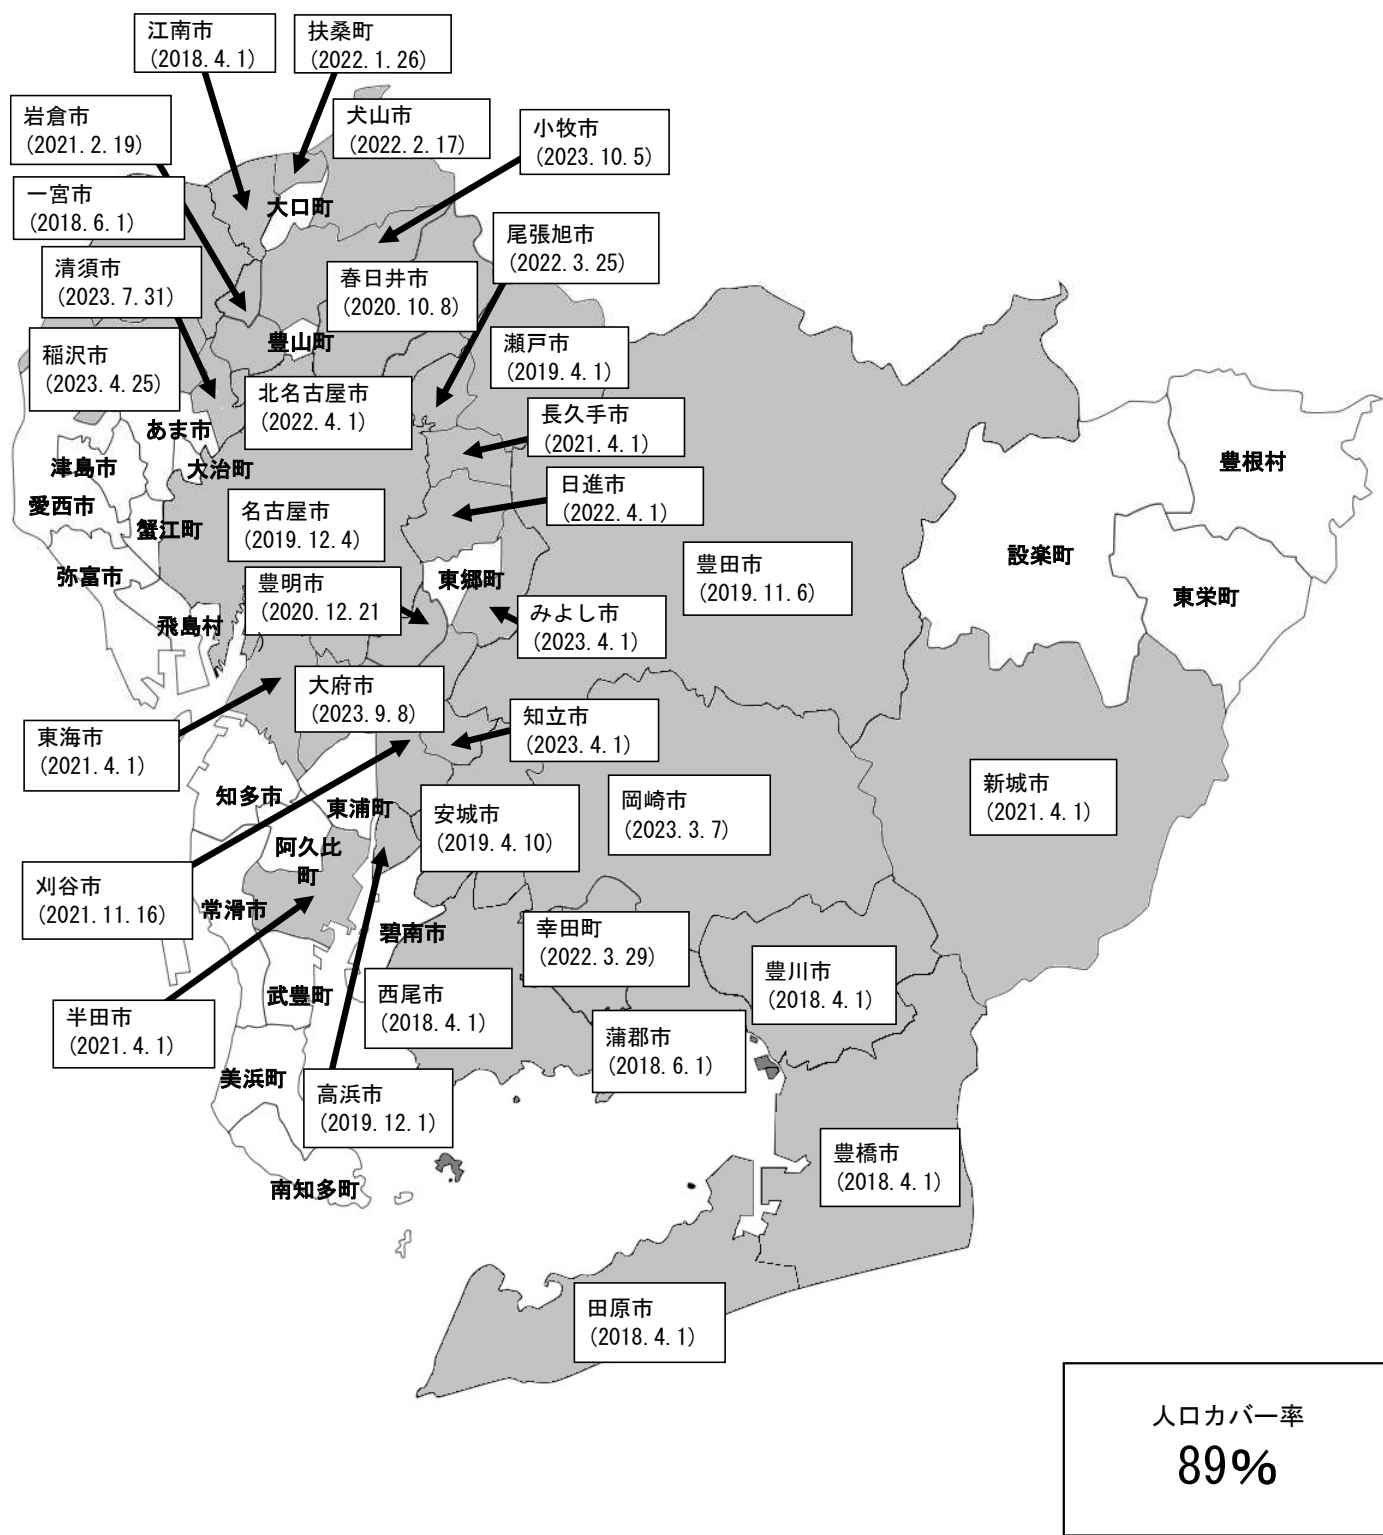 江南市
(2018.4.1)
扶桑町
(2022.1.26)
岩倉市
(2021.2.19)
犬山市
(2022.2.17)
小牧市
(2023.10.5)
一宮市
(2018.6.1)
大口町
尾張旭市
(2022.3.25)
清須市
(2023.7.31)
春日井市
(2020.10.8)
豊山町
稲沢市
(2023.4.25)
瀬戸市
(2019.4.1)
北名古屋市
(2022.4.1)
長久手市
(2021.4.1)
あま市
津島市
大治町
豊根村
愛西市
日進市
(2022.4.1)
名古屋市
(2019.12.4)
蟹江町
豊田市
(2019.11.6)
設楽町
弥富市
豊明市
(2020.12.21
東郷町
東栄町
飛島村
みよし市
(2023.4.1)
大府市
(2023.9.8)
知立市
(2023.4.1)
東海市
(2021.4.1)
新城市
(2021.4.1)
知多市
東浦町
安城市
(2019.4.10)
岡崎市
(2023.3.7)
阿久比
町
刈谷市
(2021.11.16)
常滑市
碧南市
幸田町
(2022.3.29)
豊川市
(2018.4.1)
武豊町
西尾市
(2018.4.1)
半田市
(2021.4.1)
蒲郡市
(2018.6.1)
美浜町
高浜市
(2019.12.1)
豊橋市
(2018.4.1)
南知多町
田原市
(2018.4.1)
人口カバー率
89%